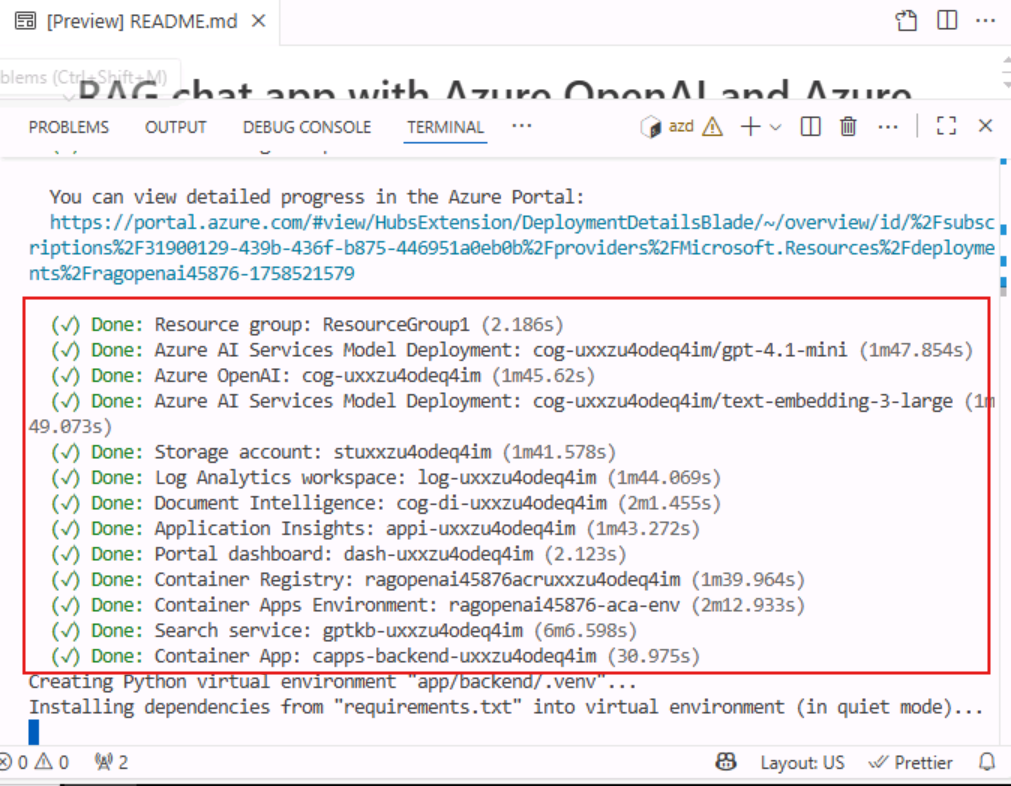 [Preview] README.md
blems (Ctrl+Shift+M)
RAG chat app with Azure OpenAI and Azure
PROBLEMS OUTPUT DEBUG CONSOLE TERMINAL ... azd
You can view detailed progress in the Azure Portal:
https://portal.azure.com/#view/HubsExtension/DeploymentDetailsBlade/~/overview/id/%2Fsubsc
riptions%2F31900129-439b-436f-b875-446951a0eb0b%2Fproviders%2FMicrosoft.Resources%2Fdeployme
nts%2Fragopenai45876-1758521579
(✓) Done: Resource group: ResourceGroup1 (2.186s)
(✓) Done: Azure AI Services Model Deployment: cog-uxxzu4odeq4im/gpt-4.1-mini (1m47.854s)
(✓) Done: Azure OpenAI: cog-uxxzu4odeq4im (1m45.62s)
(✓) Done: Azure AI Services Model Deployment: cog-uxxzu4odeq4im/text-embedding-3-large (1m
49.073s)
(✓) Done: Storage account: stuxxzu4odeq4im (1m41.578s)
(✓) Done: Log Analytics workspace: log-uxxzu4odeq4im (1m44.069s)
(✓) Done: Document Intelligence: cog-di-uxxzu4odeq4im (2m1.455s)
(✓) Done: Application Insights: appi-uxxzu4odeq4im (1m43.272s)
(✓) Done: Portal dashboard: dash-uxxzu4odeq4im (2.123s)
(✓) Done: Container Registry: ragopenai45876acruxxzu4odeq4im (1m39.964s)
(✓) Done: Container Apps Environment: ragopenai45876-aca-env (2m12.933s)
(✓) Done: Search service: gptkb-uxxzu4odeq4im (6m6.598s)
(✓) Done: Container App: capps-backend-uxxzu4odeq4im (30.975s)
Creating Python virtual environment "app/backend/.venv"...
Installing dependencies from "requirements.txt" into virtual environment (in quiet mode)...
0 0 2 Layout: US Prettier